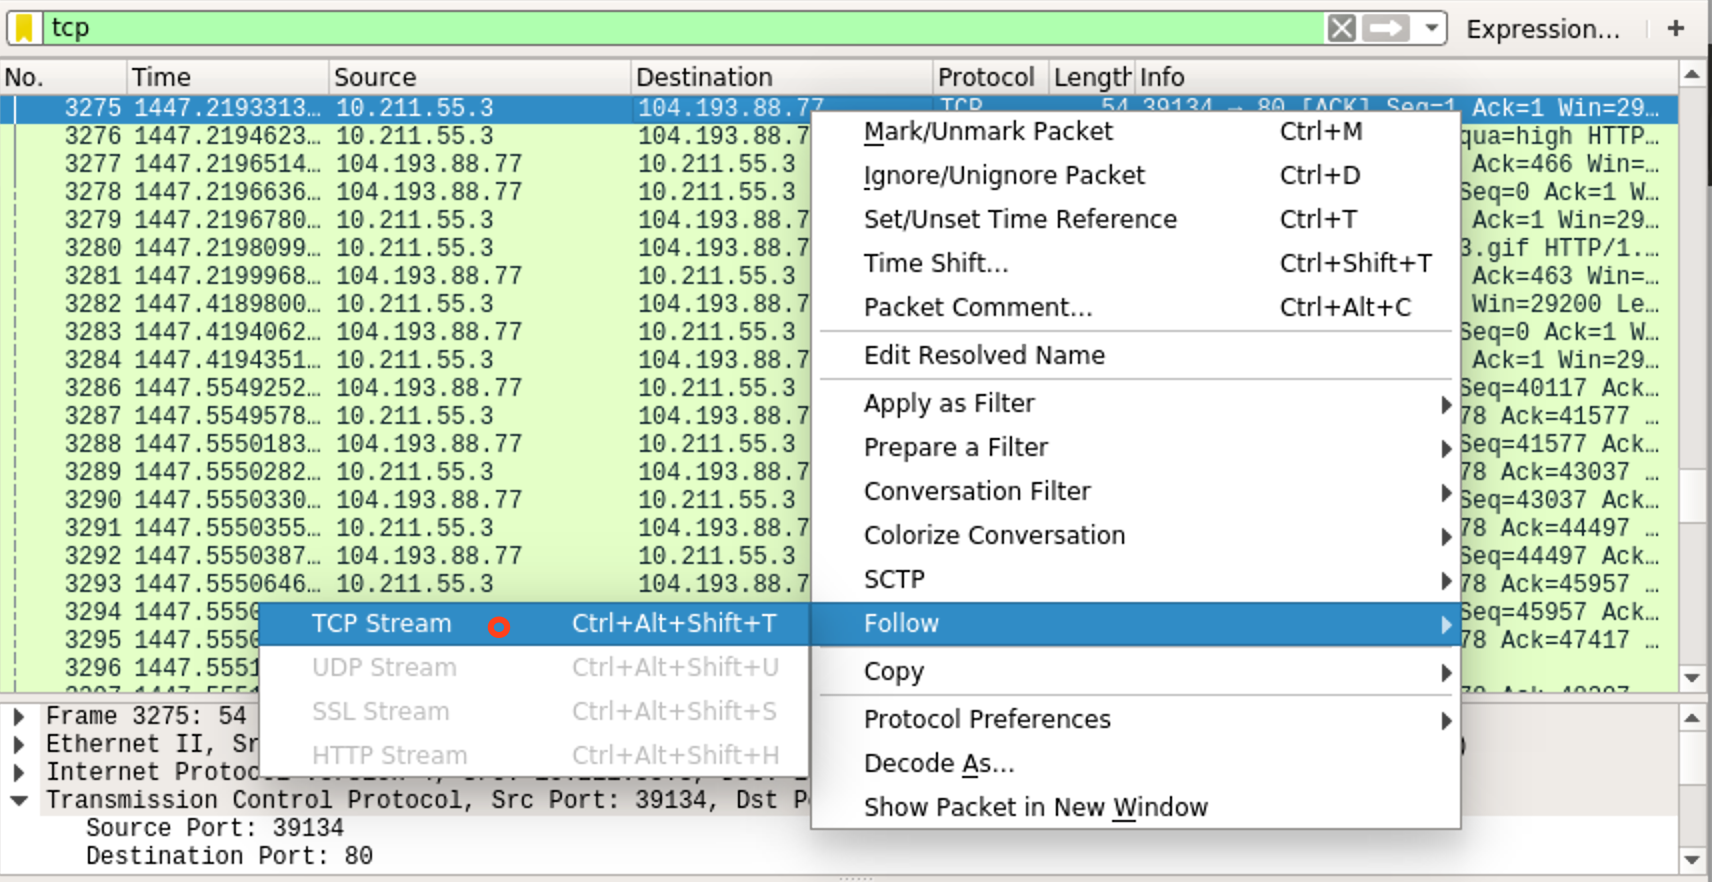 tcp Expression... +
No. Time Source Destination Protocol Length Info
3275 1447.2193313… 10.211.55.3 104.193.88.77 TCP 54 39134 → 80 [ACK] Seq=1 Ack=1 Win=29…
3276 1447.2194623… 10.211.55.3 104.193.88.7 qua=high HTTP…
3277 1447.2196514… 104.193.88.77 10.211.55.3 Ack=466 Win=…
3278 1447.2196636… 104.193.88.77 10.211.55.3 Seq=0 Ack=1 W…
3279 1447.2196780… 10.211.55.3 104.193.88.7 Ack=1 Win=29…
3280 1447.2198099… 10.211.55.3 104.193.88.7 3.gif HTTP/1.…
3281 1447.2199968… 104.193.88.77 10.211.55.3 Ack=463 Win=…
3282 1447.4189800… 10.211.55.3 104.193.88.7 Win=29200 Le…
3283 1447.4194062… 104.193.88.77 10.211.55.3 Seq=0 Ack=1 W…
3284 1447.4194351… 10.211.55.3 104.193.88.7 Ack=1 Win=29…
3286 1447.5549252… 104.193.88.77 10.211.55.3 Seq=40117 Ack…
3287 1447.5549578… 10.211.55.3 104.193.88.7 78 Ack=41577 …
3288 1447.5550183… 104.193.88.77 10.211.55.3 Seq=41577 Ack…
3289 1447.5550282… 10.211.55.3 104.193.88.7 78 Ack=43037 …
3290 1447.5550330… 104.193.88.77 10.211.55.3 Seq=43037 Ack…
3291 1447.5550355… 10.211.55.3 104.193.88.7 78 Ack=44497 …
3292 1447.5550387… 104.193.88.77 10.211.55.3 Seq=44497 Ack…
3293 1447.5550646… 10.211.55.3 104.193.88.7 78 Ack=45957 …
3294 1447.5550 Seq=45957 Ack…
3295 1447.5550 78 Ack=47417 …
3296 1447.5551
Mark/Unmark Packet Ctrl+M
Ignore/Unignore Packet Ctrl+D
Set/Unset Time Reference Ctrl+T
Time Shift... Ctrl+Shift+T
Packet Comment... Ctrl+Alt+C
Edit Resolved Name
Apply as Filter
Prepare a Filter
Conversation Filter
Colorize Conversation
SCTP
Follow
Copy
Protocol Preferences
Decode As...
Show Packet in New Window
TCP Stream Ctrl+Alt+Shift+T
UDP Stream Ctrl+Alt+Shift+U
SSL Stream Ctrl+Alt+Shift+S
HTTP Stream Ctrl+Alt+Shift+H
Frame 3275: 54
Ethernet II, Sr
Internet Protoc
Transmission Control Protocol, Src Port: 39134, Dst P
Source Port: 39134
Destination Port: 80